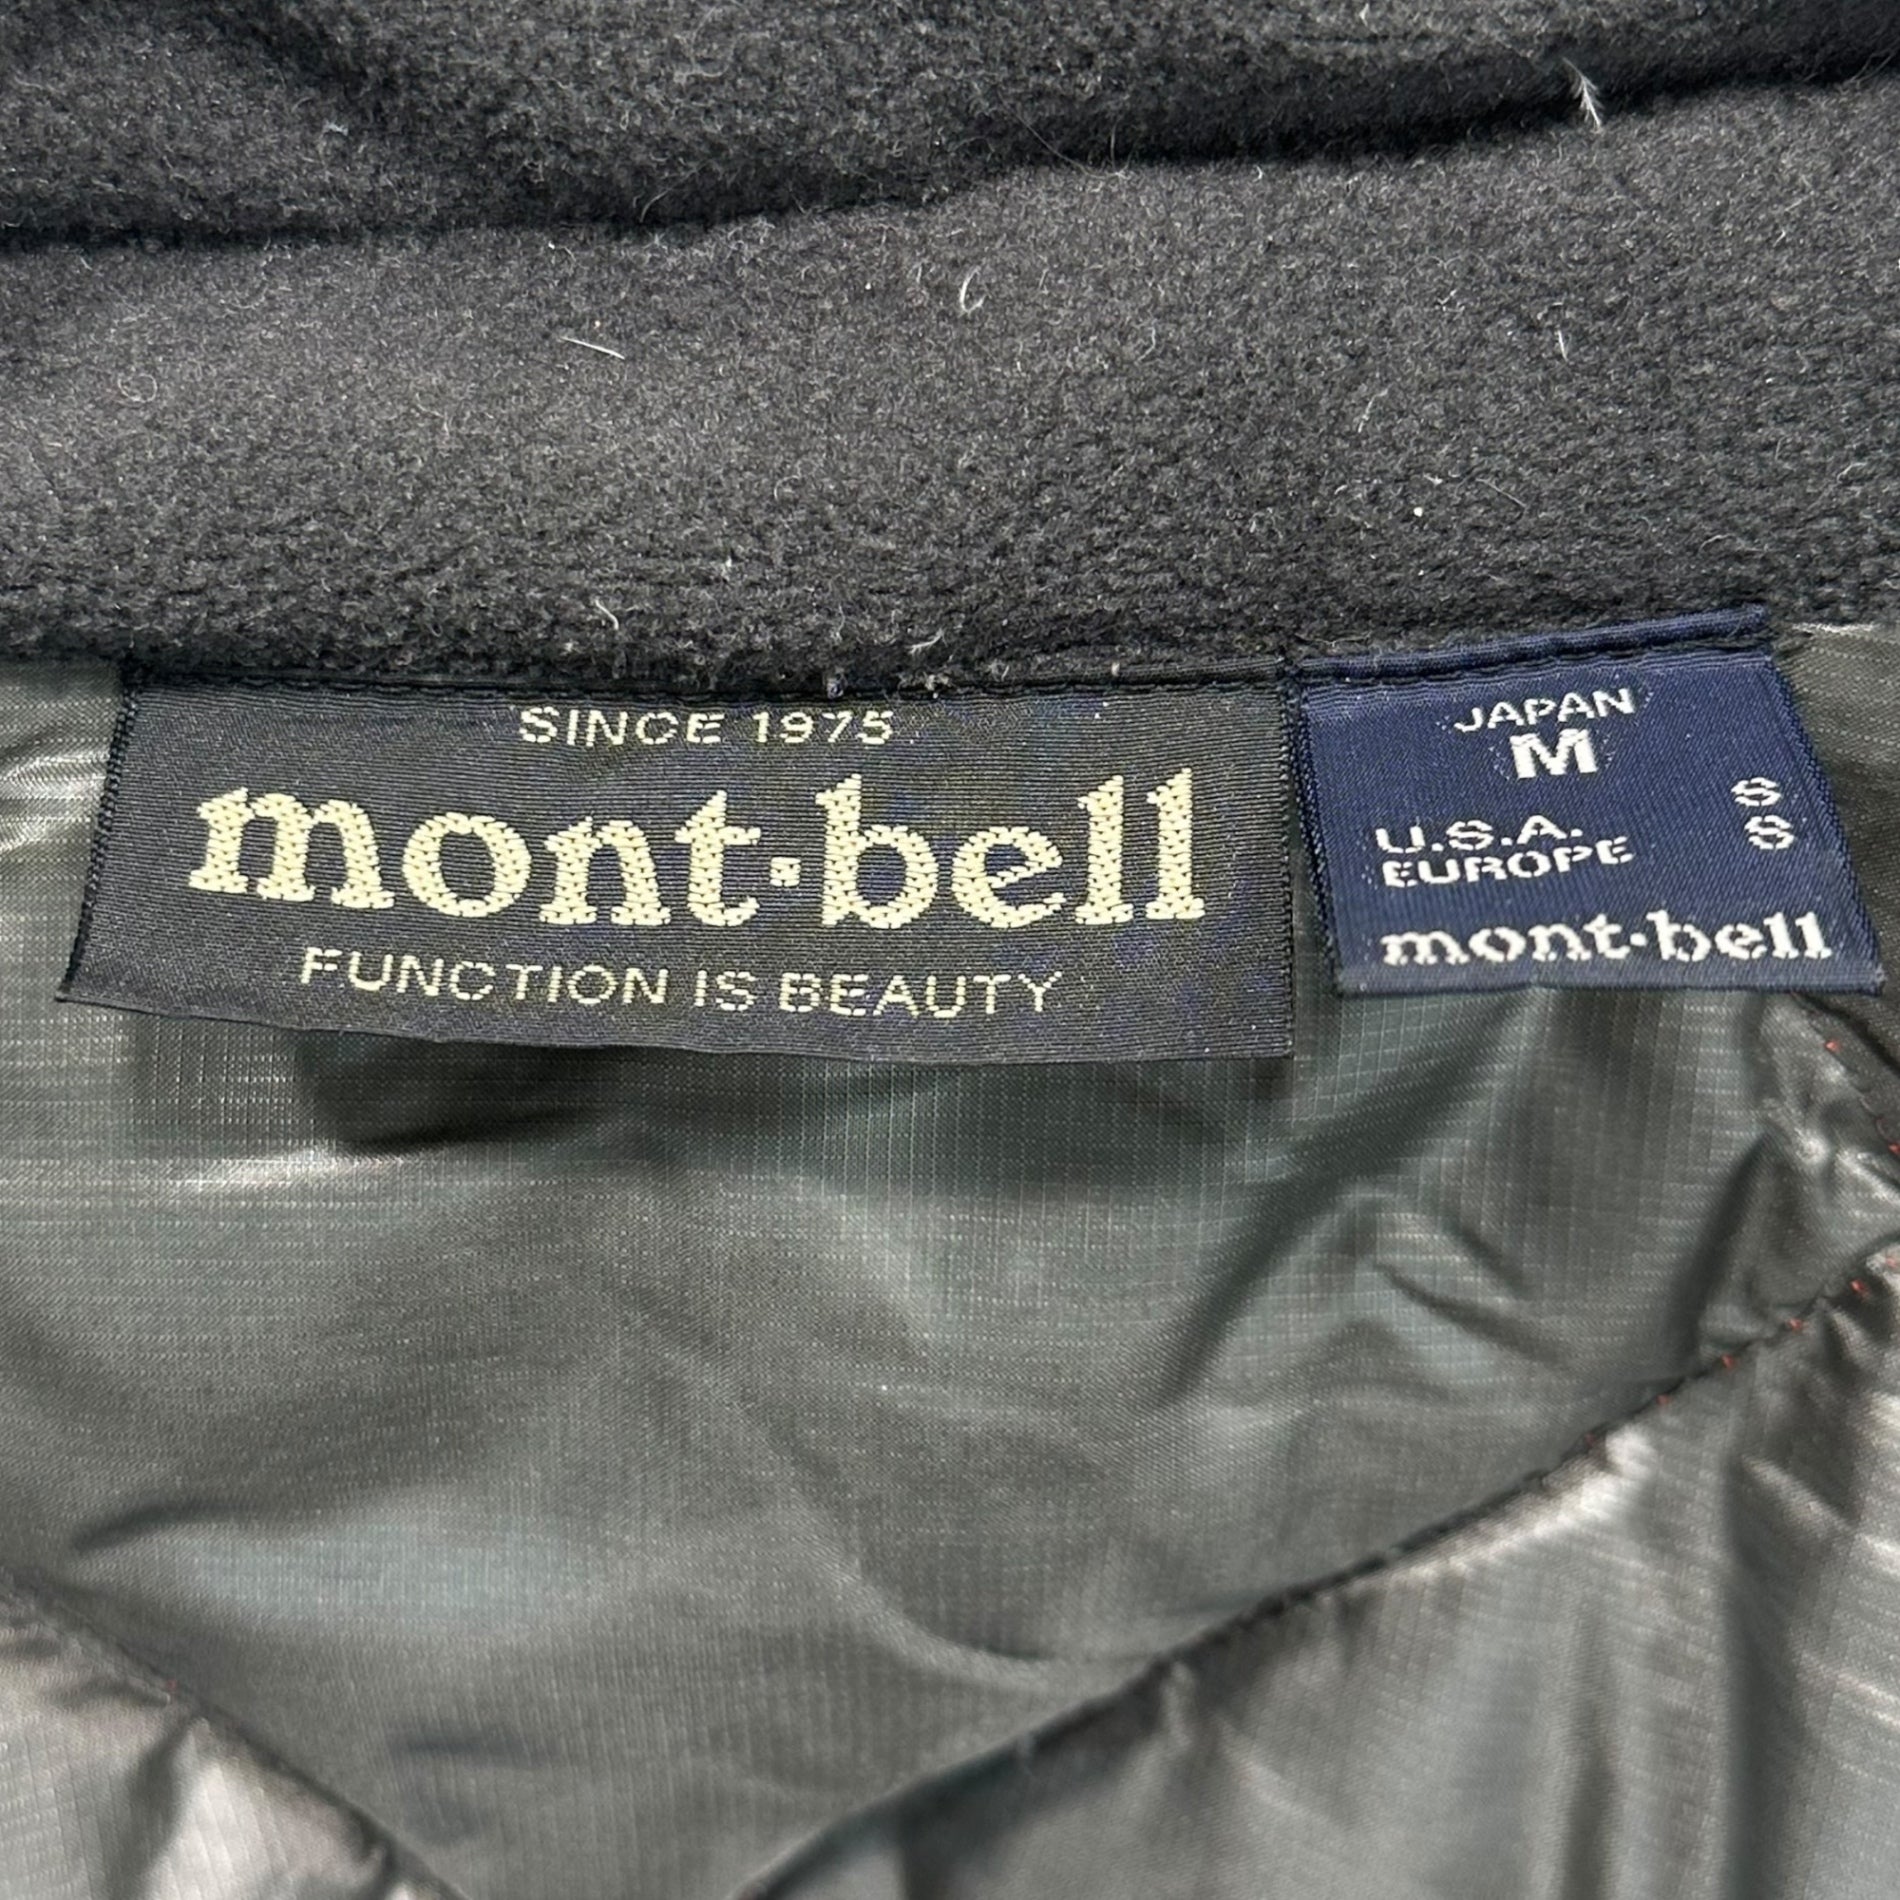 SINCE 1975
mont·bell
FUNCTION IS BEAUTY
JAPAN
M
U.S.A. S
EUROPE S
mont·bell